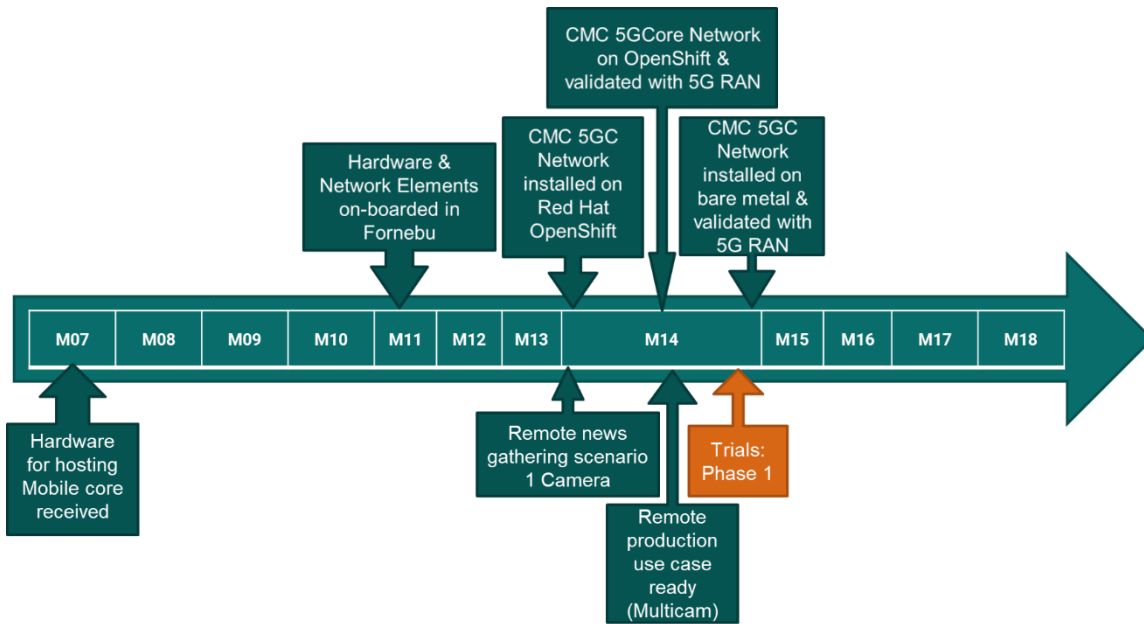 CMC 5GCore Network
on OpenShift &
validated with 5G RAN
Hardware &
Network Elements
on-boarded in
Fornebu
CMC 5GC
Network
installed on
Red Hat
OpenShift
CMC 5GC
Network
installed on
bare metal &
validated with
5G RAN
M07 M08 M09 M10 M11 M12 M13 M14 M15 M16 M17 M18
Hardware
for hosting
Mobile core
received
Remote news
gathering scenario
1 Camera
Remote
production
use case
ready
(Multicam)
Trials:
Phase 1